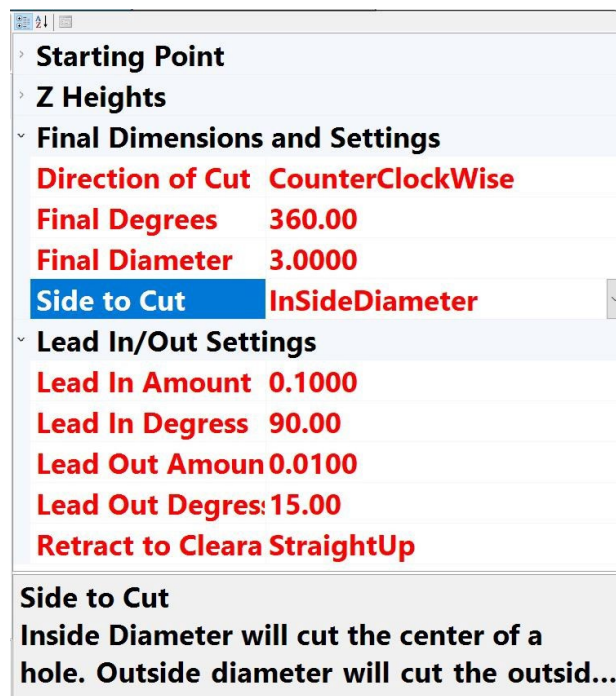 Starting Point
Z Heights
Final Dimensions and Settings
Direction of Cut CounterClockWise
Final Degrees 360.00
Final Diameter 3.0000
Side to Cut InSideDiameter
Lead In/Out Settings
Lead In Amount 0.1000
Lead In Degress 90.00
Lead Out Amoun 0.0100
Lead Out Degress 15.00
Retract to Cleara StraightUp
Side to Cut
Inside Diameter will cut the center of a
hole. Outside diameter will cut the outsid...